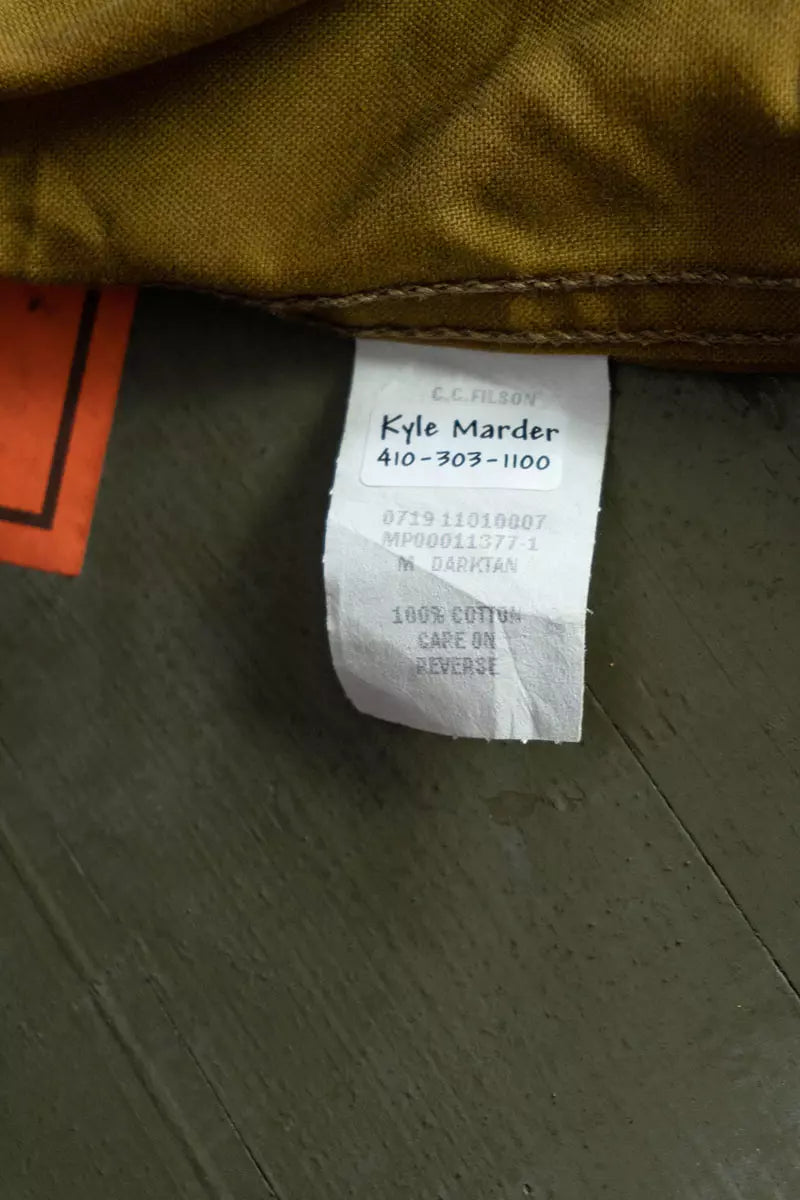 C.C.FILSON
Kyle Marder
410-303-1100
0719 11010007
MP00011377-1
M DARKTAN
100% COTTON
CARE ON
REVERSE